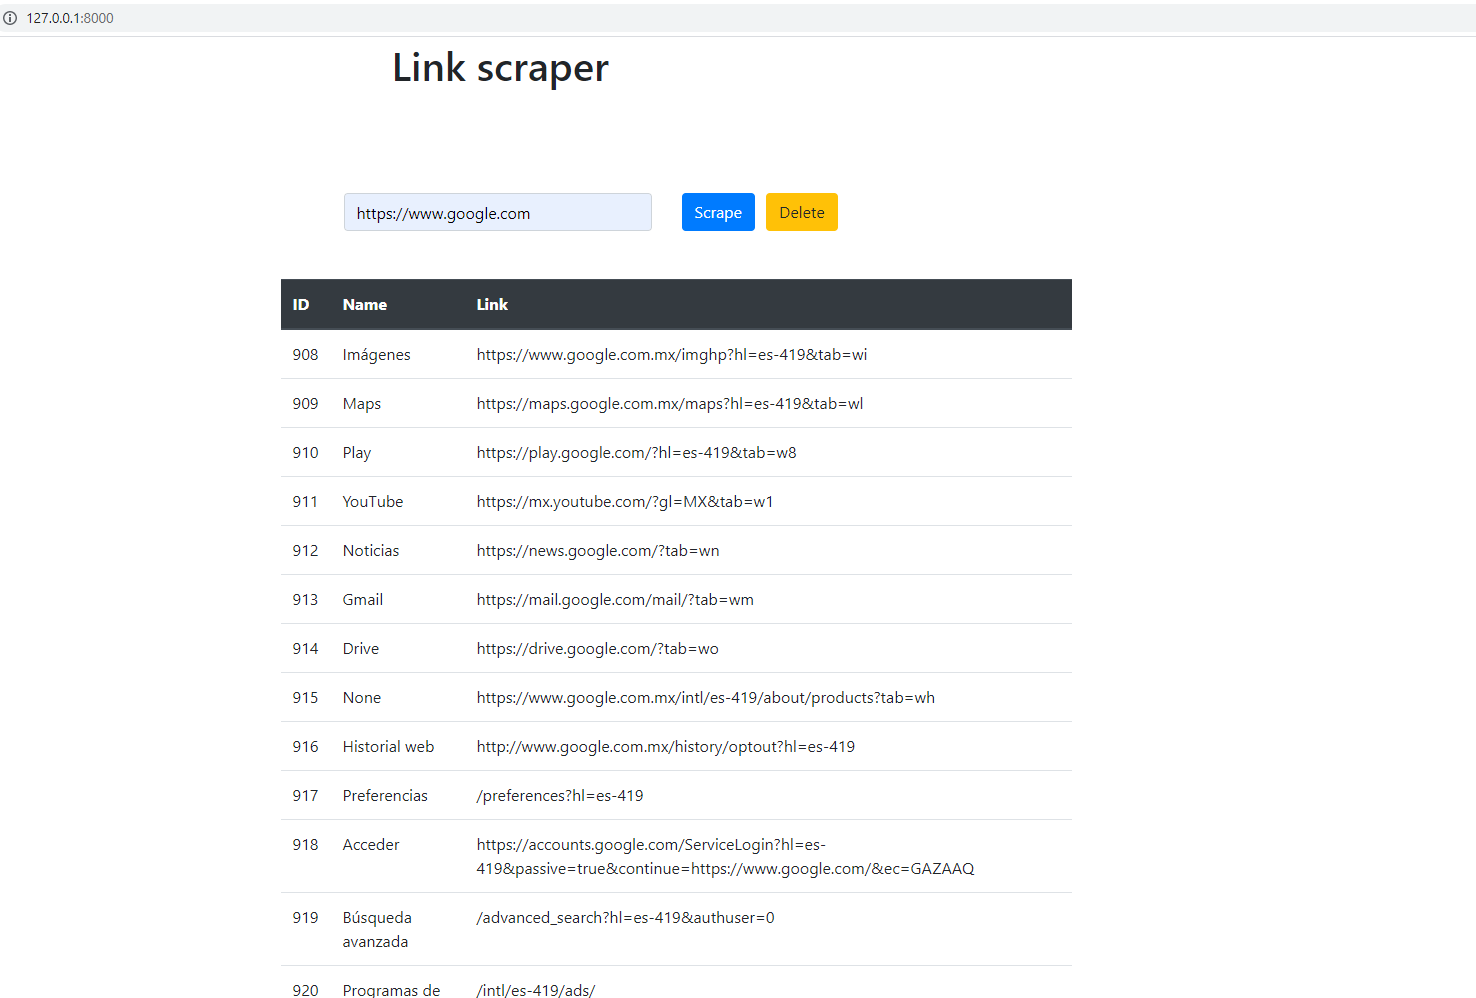 127.0.0.1:8000
Link scraper
https://www.google.com Scrape Delete
ID Name Link
908 Imágenes https://www.google.com.mx/imghp?hl=es-419&tab=wi
909 Maps https://maps.google.com.mx/maps?hl=es-419&tab=wl
910 Play https://play.google.com/?hl=es-419&tab=w8
911 YouTube https://mx.youtube.com/?gl=MX&tab=w1
912 Noticias https://news.google.com/?tab=wn
913 Gmail https://mail.google.com/mail/?tab=wm
914 Drive https://drive.google.com/?tab=wo
915 None https://www.google.com.mx/intl/es-419/about/products?tab=wh
916 Historial web http://www.google.com.mx/history/optout?hl=es-419
917 Preferencias /preferences?hl=es-419
918 Acceder https://accounts.google.com/ServiceLogin?hl=es-
419&passive=true&continue=https://www.google.com/&ec=GAZAAQ
919 Búsqueda /advanced_search?hl=es-419&authuser=0
avanzada
920 Programas de /intl/es-419/ads/